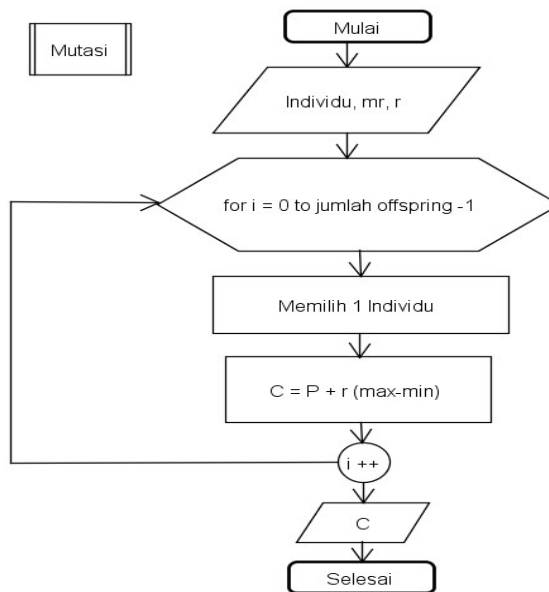 Mulai
Mutasi
Individu, mr, r
for i = 0 to jumlah offspring -1
Memilih 1 Individu
C = P + r (max-min)
i ++
C
Selesai